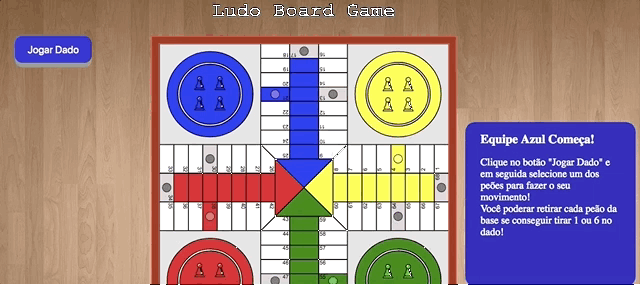 Ludo Board Game
Jogar Dado
Equipe Azul Começa!
Clique no botão "Jogar Dado" e
em seguida selecione um dos
peões para fazer o seu
movimento!
Você poderar retirar cada peão da
base se conseguir tirar 1 ou 6 no
dado!